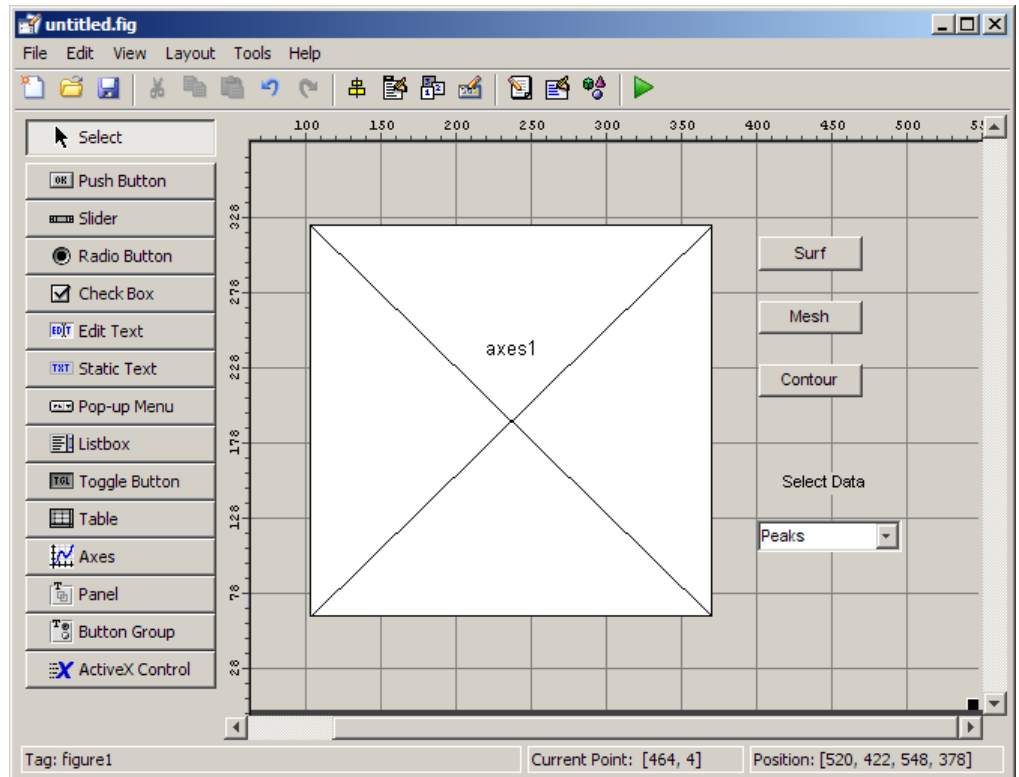 untitled.fig
File Edit View Layout Tools Help
Select
Push Button
Slider
Radio Button
Check Box
Edit Text
Static Text
Pop-up Menu
Listbox
Toggle Button
Table
Axes
Panel
Button Group
ActiveX Control
100 150 200 250 300 350 400 450 500
328
278
228
178
128
78
28
axes1
Surf
Mesh
Contour
Select Data
Peaks
Tag: figure1 Current Point: [464, 4] Position: [520, 422, 548, 378]